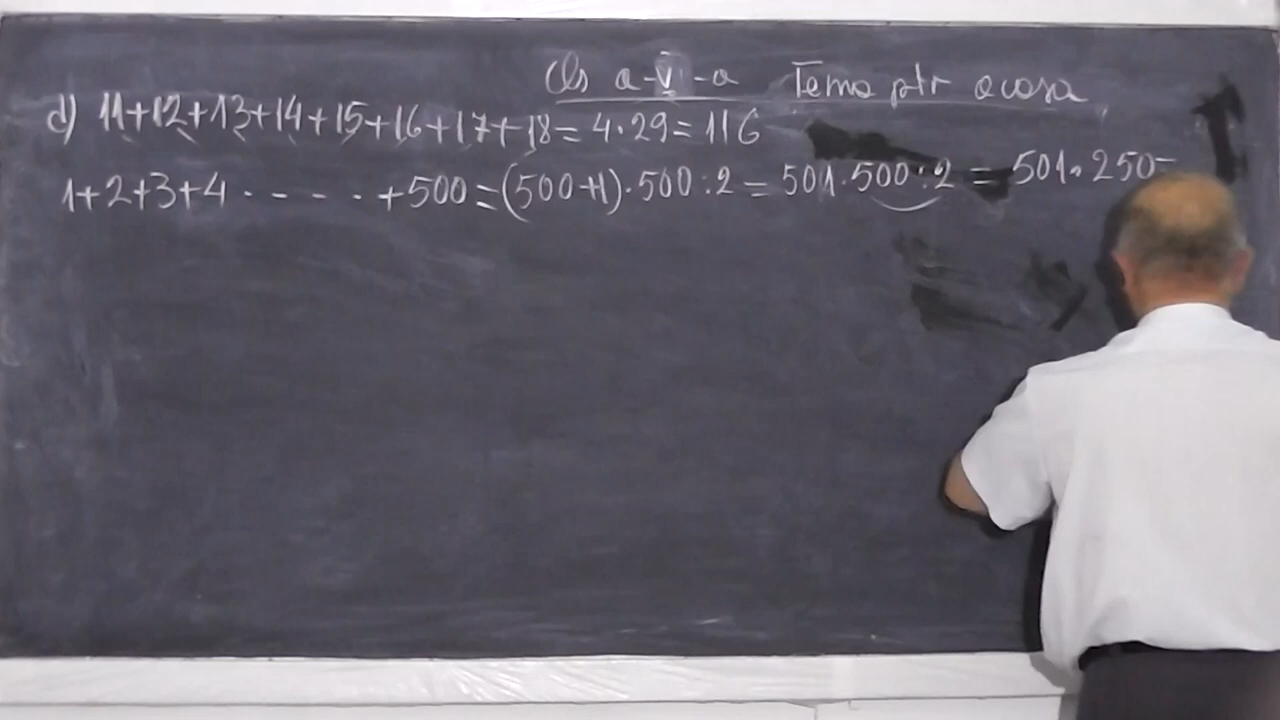 Cls a-V-a Tema ptr acasa
d) 11+12+13+14+15+16+17+18=4·29=116
1+2+3+4-----+500=(500+1)·500:2=501·500:2=501·250=